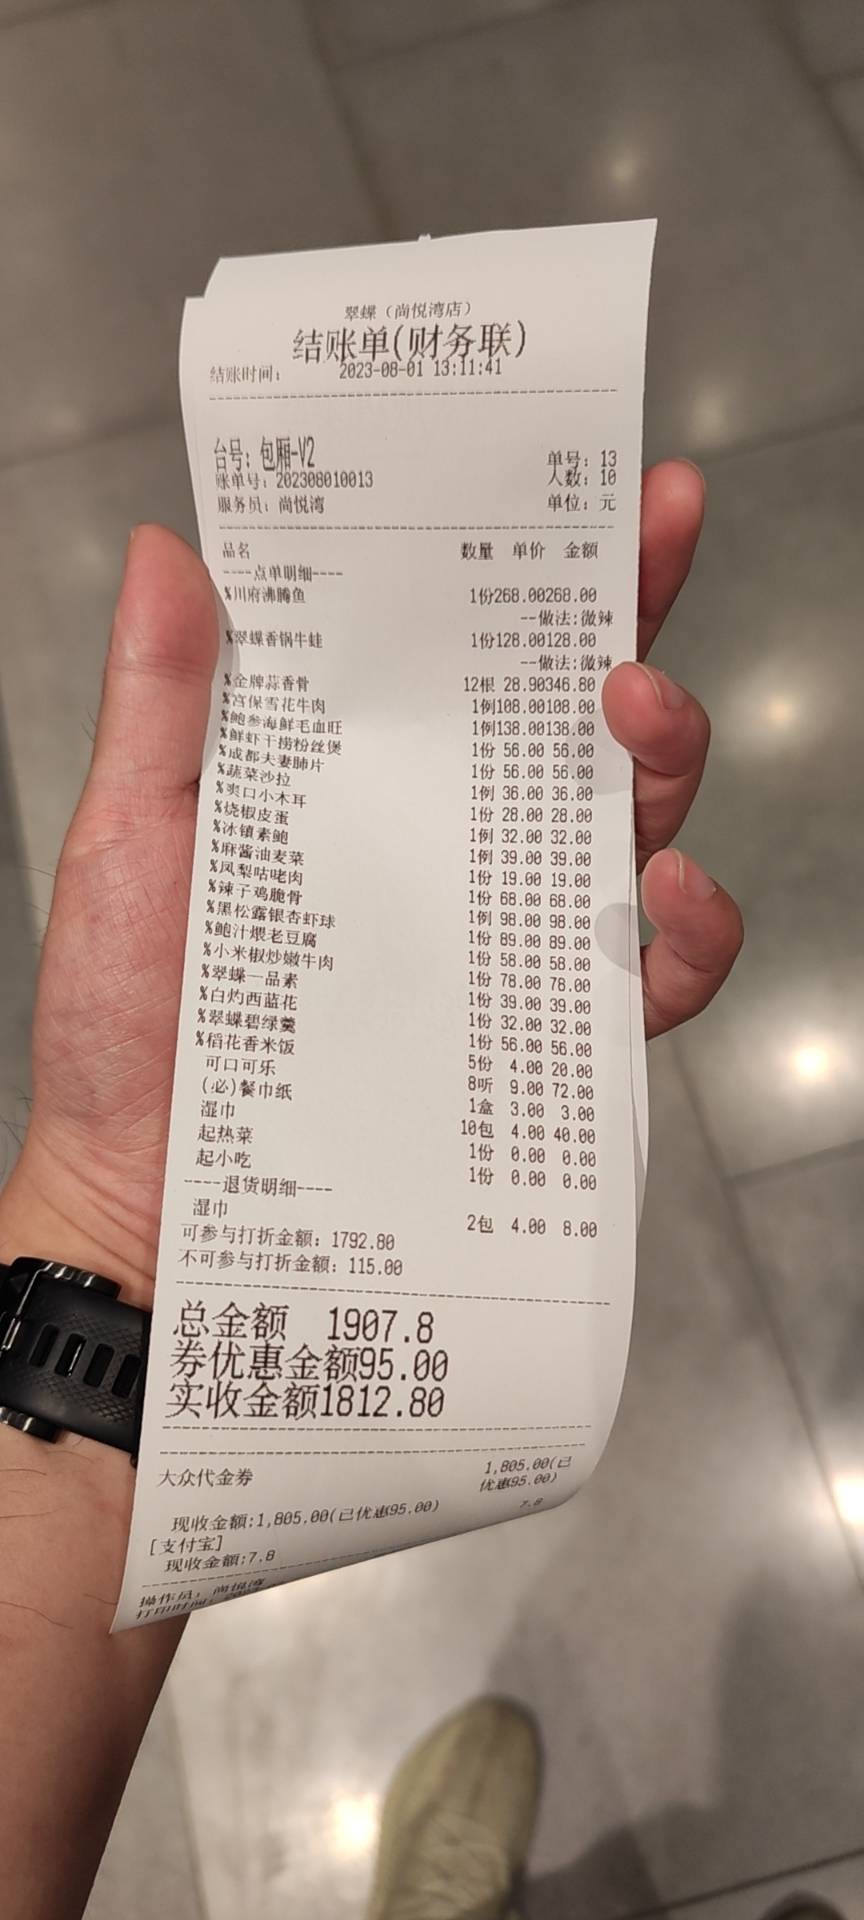 翠蝶（尚悦湾店）
结账单(财务联)
结账时间： 2023-08-01 13:11:41
台号：包厢-V2
单号：13
账单号：202308010013 人数：10
服务员：尚悦湾 单位：元
品名 数量 单价 金额
----点单明细----
%川府沸腾鱼 1份268.00268.00
--做法:微辣
%翠蝶香锅牛蛙 1份128.00128.00
--做法:微辣
%金牌蒜香骨 12根 28.90346.80
%宫保雪花牛肉 1例108.00108.00
%鲍参海鲜毛血旺 1例138.00138.00
%鲜虾干捞粉丝煲 1份 56.00 56.00
%成都夫妻肺片 1份 56.00 56.00
%蔬菜沙拉 1例 36.00 36.00
%爽口小木耳 1份 28.00 28.00
%烧椒皮蛋 1例 32.00 32.00
%冰镇素鲍 1例 39.00 39.00
%麻酱油麦菜 1份 19.00 19.00
%凤梨咕咾肉 1份 68.00 68.00
%辣子鸡脆骨 1例 98.00 98.00
%黑松露银杏虾球 1份 89.00 89.00
%鲍汁煨老豆腐 1份 58.00 58.00
%小米椒炒嫩牛肉 1份 78.00 78.00
%翠蝶一品素 1份 39.00 39.00
%白灼西蓝花 1份 32.00 32.00
%翠蝶碧绿羹 1份 56.00 56.00
%稻花香米饭 5份 4.00 20.00
可口可乐 8听 9.00 72.00
(必)餐巾纸 1盒 3.00 3.00
湿巾 10包 4.00 40.00
起热菜 1份 0.00 0.00
起小吃 1份 0.00 0.00
----退货明细----
湿巾 2包 4.00 8.00
可参与打折金额：1792.80
不可参与打折金额：115.00
总金额 1907.8
券优惠金额95.00
实收金额1812.80
大众代金券 1,805.00(已
优惠95.00)
现收金额:1,805.00(已优惠95.00)
[支付宝] 7.8
现收金额:7.8
操作员：尚悦湾
打印时间：